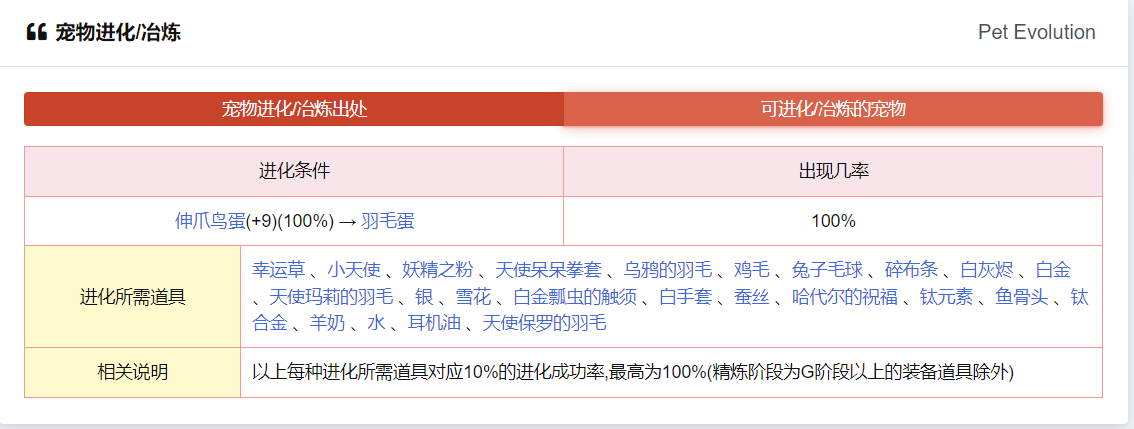 宠物进化/冶炼
Pet Evolution
宠物进化/冶炼出处
可进化/冶炼的宠物
进化条件
出现几率
伸爪鸟蛋(+9)(100%) → 羽毛蛋
100%
进化所需道具
幸运草 、小天使 、妖精之粉 、天使呆呆拳套 、乌鸦的羽毛 、鸡毛 、兔子毛球 、碎布条 、白灰烬 、白金
、天使玛莉的羽毛 、银 、雪花 、白金瓢虫的触须 、白手套 、蚕丝 、哈代尔的祝福 、钛元素 、鱼骨头 、钛
合金 、羊奶 、水 、耳机油 、天使保罗的羽毛
相关说明
以上每种进化所需道具对应10%的进化成功率,最高为100%(精炼阶段为G阶段以上的装备道具除外)